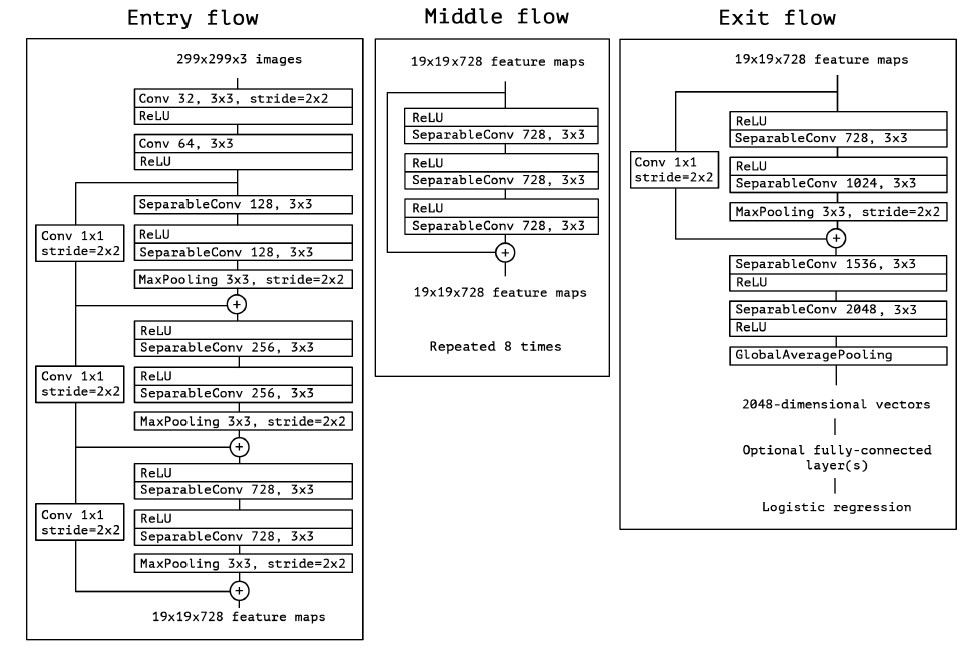 Entry flow
299x299x3 images
Conv 32, 3x3, stride=2x2
ReLU
Conv 64, 3x3
ReLU
SeparableConv 128, 3x3
Conv 1x1
stride=2x2
ReLU
SeparableConv 128, 3x3
MaxPooling 3x3, stride=2x2
+
ReLU
SeparableConv 256, 3x3
Conv 1x1
stride=2x2
ReLU
SeparableConv 256, 3x3
MaxPooling 3x3, stride=2x2
+
ReLU
SeparableConv 728, 3x3
Conv 1x1
stride=2x2
ReLU
SeparableConv 728, 3x3
MaxPooling 3x3, stride=2x2
+
19x19x728 feature maps
Middle flow
19x19x728 feature maps
ReLU
SeparableConv 728, 3x3
ReLU
SeparableConv 728, 3x3
ReLU
SeparableConv 728, 3x3
+
19x19x728 feature maps
Repeated 8 times
Exit flow
19x19x728 feature maps
ReLU
SeparableConv 728, 3x3
Conv 1x1
stride=2x2
ReLU
SeparableConv 1024, 3x3
MaxPooling 3x3, stride=2x2
+
SeparableConv 1536, 3x3
ReLU
SeparableConv 2048, 3x3
ReLU
GlobalAveragePooling
2048-dimensional vectors
Optional fully-connected
layer(s)
Logistic regression